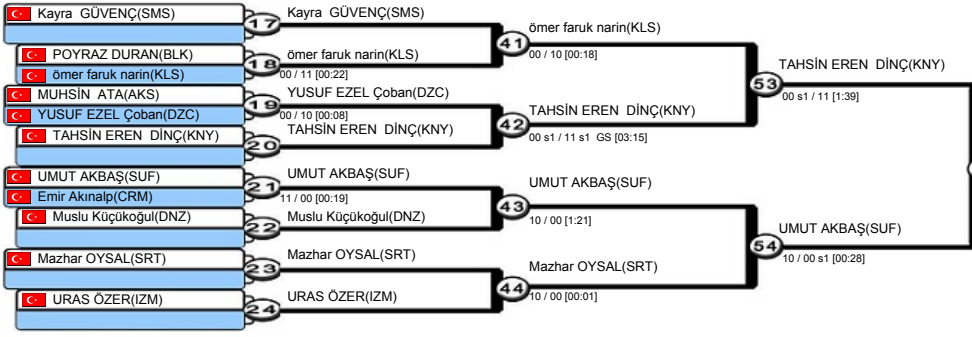 Kayra  GÜVENÇ(SMS)
17
Kayra  GÜVENÇ(SMS)
POYRAZ DURAN(BLK)
ömer faruk narin(KLS)
18
ömer faruk narin(KLS)
00 / 11 [00:22]
41
ömer faruk narin(KLS)
00 / 10 [00:18]
MUHSİN  ATA(AKS)
YUSUF EZEL Çoban(DZC)
19
YUSUF EZEL Çoban(DZC)
00 / 10 [00:08]
TAHSİN EREN  DİNÇ(KNY)
20
TAHSİN EREN  DİNÇ(KNY)
42
TAHSİN EREN  DİNÇ(KNY)
00 s1 / 11 s1  GS [03:15]
53
TAHSİN EREN  DİNÇ(KNY)
00 s1 / 11 [1:39]
UMUT AKBAŞ(SUF)
Emir Akınalp(CRM)
21
UMUT AKBAŞ(SUF)
11 / 00 [00:19]
Muslu Küçükoğul(DNZ)
22
Muslu Küçükoğul(DNZ)
43
UMUT AKBAŞ(SUF)
10 / 00 [1:21]
Mazhar OYSAL(SRT)
23
Mazhar OYSAL(SRT)
URAS ÖZER(IZM)
24
URAS ÖZER(IZM)
44
Mazhar OYSAL(SRT)
10 / 00 [00:01]
54
UMUT AKBAŞ(SUF)
10 / 00 s1 [00:28]